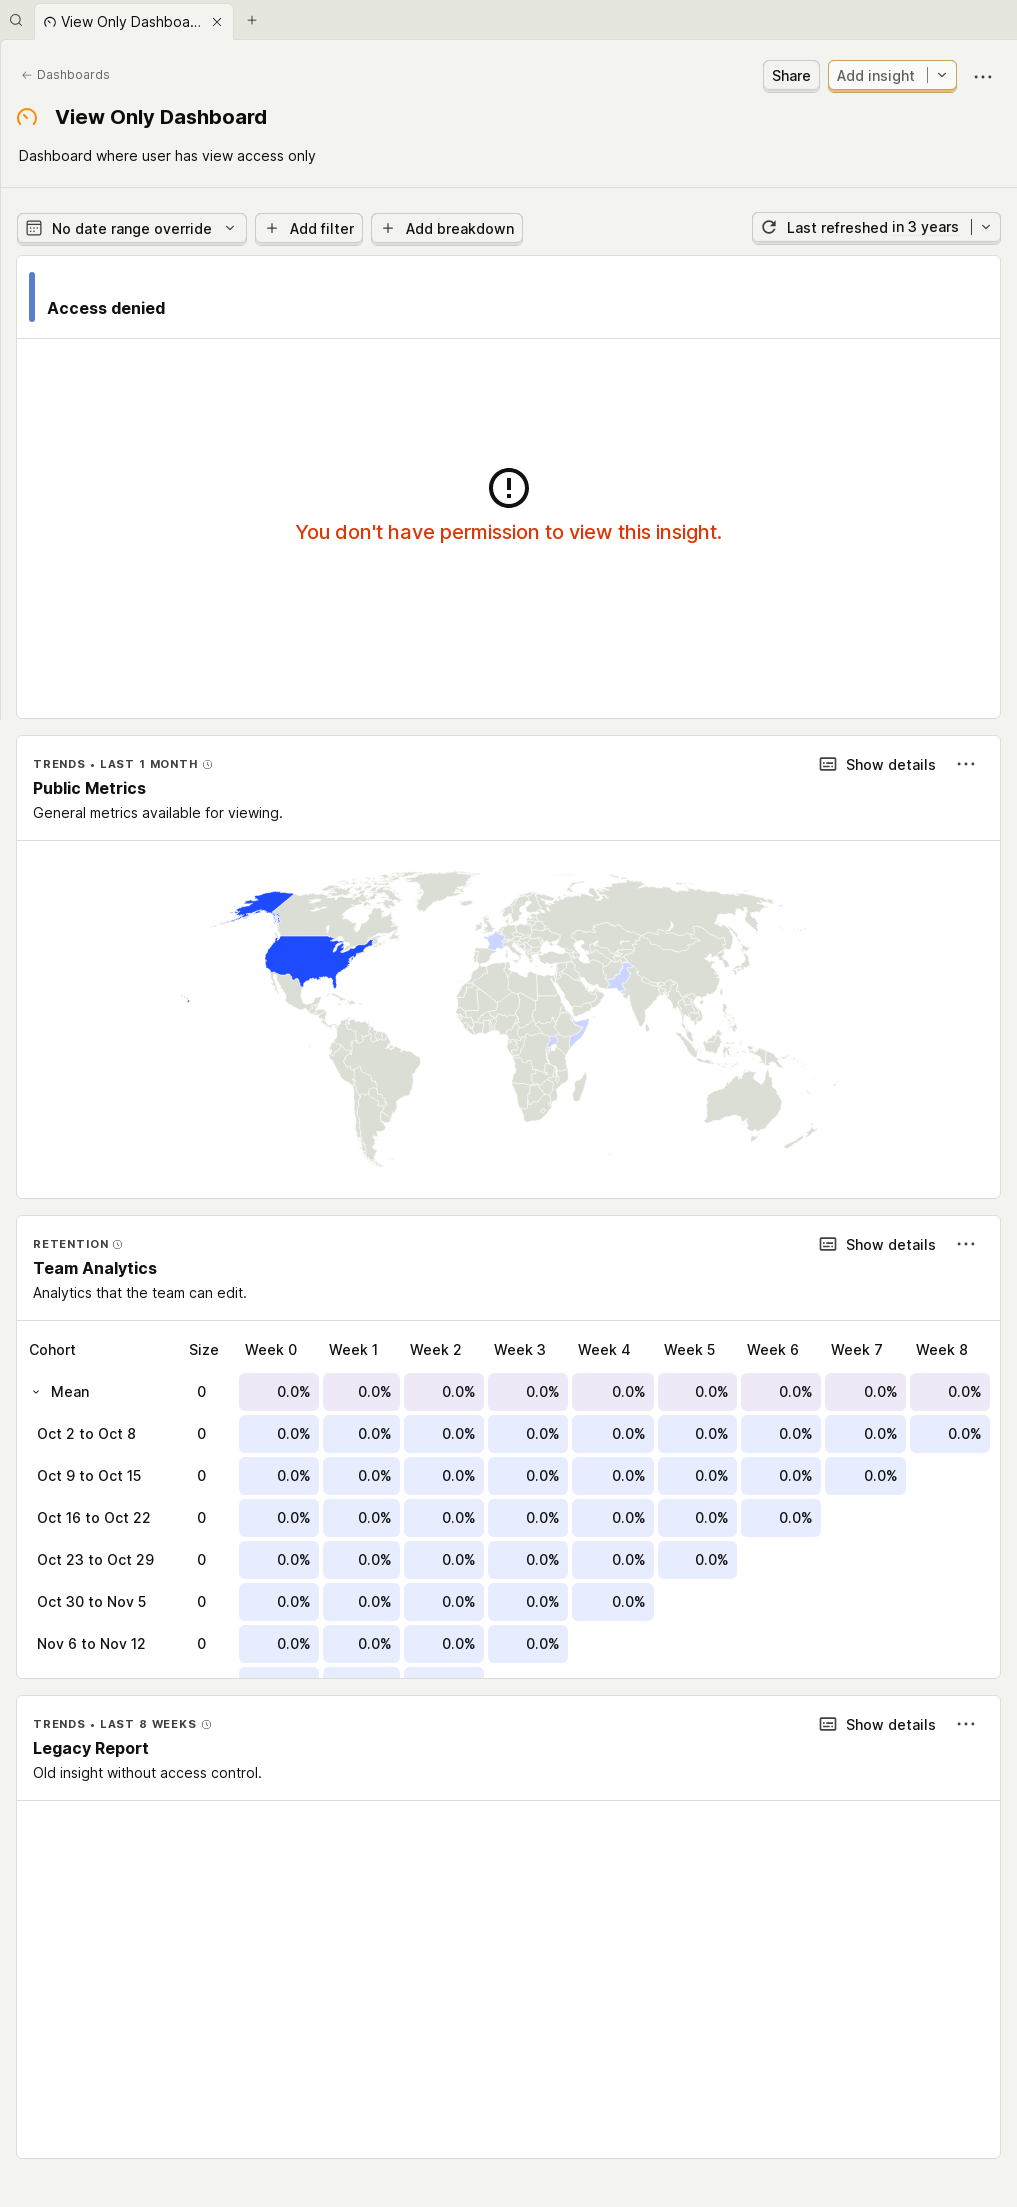 View Only Dashboa...
Dashboards
Share
Add insight
View Only Dashboard
Dashboard where user has view access only
No date range override
Add filter
Add breakdown
Last refreshed in 3 years
Access denied
You don't have permission to view this insight.
TRENDS • LAST 1 MONTH
Show details
Public Metrics
General metrics available for viewing.
RETENTION
Show details
Team Analytics
Analytics that the team can edit.
Cohort Size Week 0 Week 1 Week 2 Week 3 Week 4 Week 5 Week 6 Week 7 Week 8
Mean 0 0.0% 0.0% 0.0% 0.0% 0.0% 0.0% 0.0% 0.0% 0.0%
Oct 2 to Oct 8 0 0.0% 0.0% 0.0% 0.0% 0.0% 0.0% 0.0% 0.0% 0.0%
Oct 9 to Oct 15 0 0.0% 0.0% 0.0% 0.0% 0.0% 0.0% 0.0% 0.0%
Oct 16 to Oct 22 0 0.0% 0.0% 0.0% 0.0% 0.0% 0.0% 0.0%
Oct 23 to Oct 29 0 0.0% 0.0% 0.0% 0.0% 0.0% 0.0%
Oct 30 to Nov 5 0 0.0% 0.0% 0.0% 0.0% 0.0%
Nov 6 to Nov 12 0 0.0% 0.0% 0.0% 0.0%
TRENDS • LAST 8 WEEKS
Show details
Legacy Report
Old insight without access control.